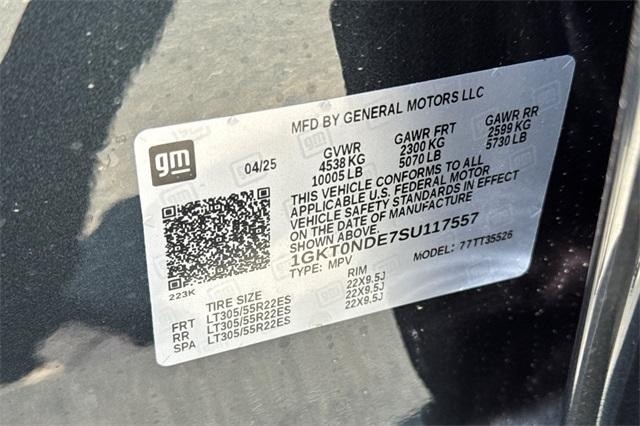 MFD BY GENERAL MOTORS LLC
gm
04/25
GVWR
4538 KG
10005 LB
GAWR FRT
2300 KG
5070 LB
GAWR RR
2599 KG
5730 LB
THIS VEHICLE CONFORMS TO ALL
APPLICABLE U.S. FEDERAL MOTOR
VEHICLE SAFETY STANDARDS IN EFFECT
ON THE DATE OF MANUFACTURE
SHOWN ABOVE.
1GKT0NDE7SU117557
TYPE: MPV
MODEL: 77TT35526
223K
TIRE SIZE RIM
FRT LT305/55R22ES 22X9.5J
RR LT305/55R22ES 22X9.5J
SPA LT305/55R22ES 22X9.5J